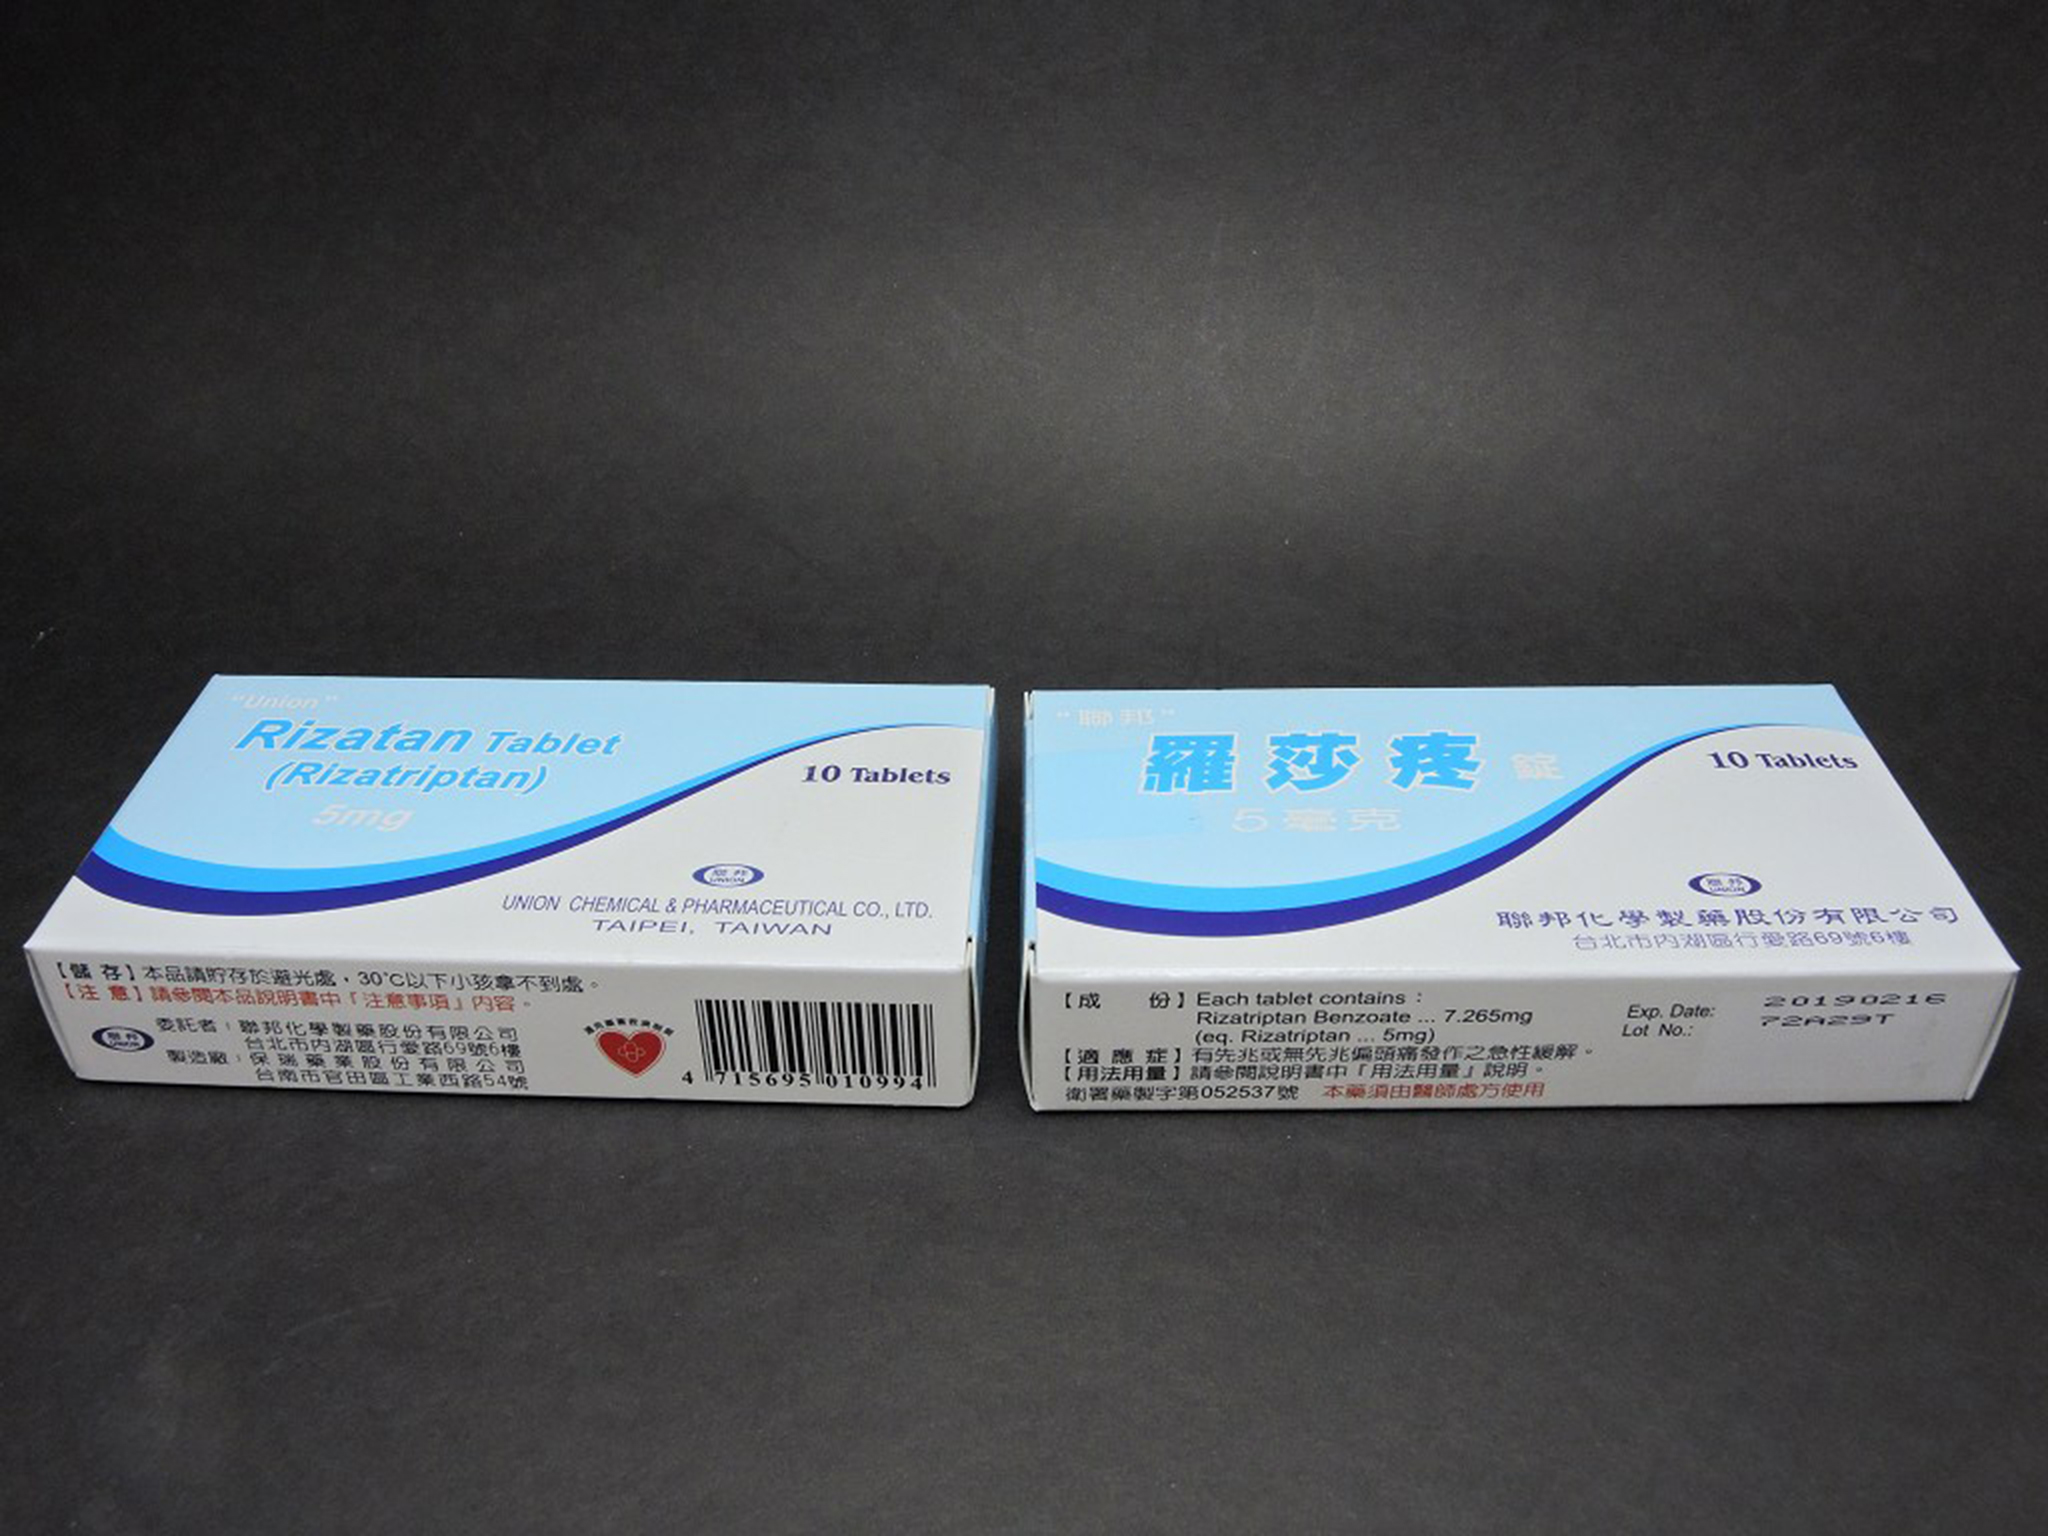 "Union"
Rizatan Tablet
(Rizatriptan)
5mg
10 Tablets
聯邦
UNION
UNION CHEMICAL & PHARMACEUTICAL CO., LTD.
TAIPEI, TAIWAN
【儲存】本品請貯存於避光處，30°C以下小孩拿不到處。
【注意】請參閱本品說明書中「注意事項」內容。
聯邦
UNION
委託者：聯邦化學製藥股份有限公司
台北市內湖區行愛路69號6樓
製造廠：保瑞藥業股份有限公司
台南市官田區工業西路54號
4 715695 010994
"聯邦"
羅莎疼 錠
5毫克
10 Tablets
聯邦
UNION
聯邦化學製藥股份有限公司
台北市內湖區行愛路69號6樓
【成份】Each tablet contains：
Rizatriptan Benzoate ... 7.265mg
(eq. Rizatriptan ... 5mg)
【適應症】有先兆或無先兆偏頭痛發作之急性緩解。
【用法用量】請參閱說明書中「用法用量」說明。
衛署藥製字第052537號 本藥須由醫師處方使用
Exp. Date: 20190216
Lot No.: 72A29T